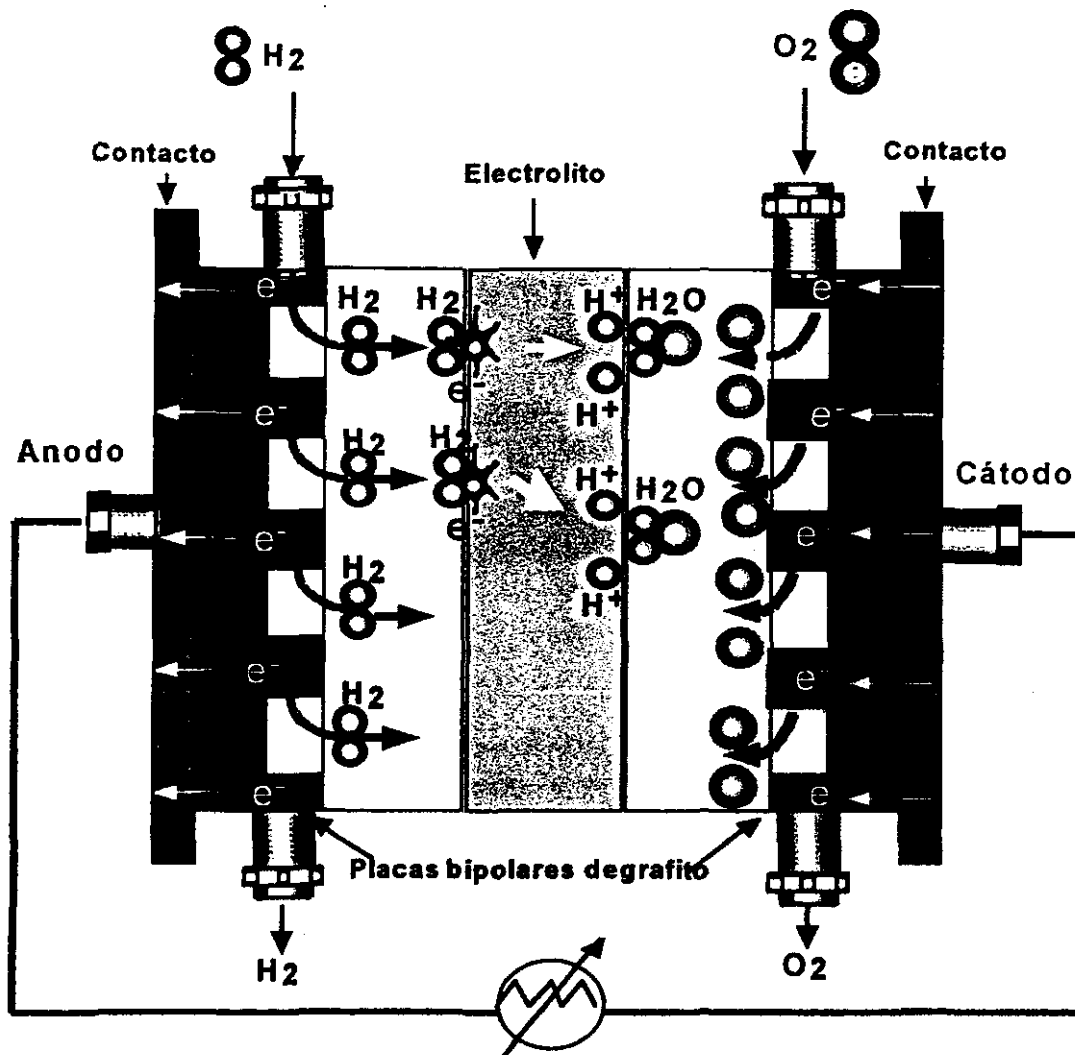 H2
O2
Contacto
Electrolito
Contacto
e-
H2
H2
H+
H2O
e-
e-
H+
e-
H2
H2
H+
H2O
e-
Anodo
Cátodo
e-
e-
e-
H2
H+
e-
e-
H2
e-
e-
Placas bipolares degrafito
H2
O2